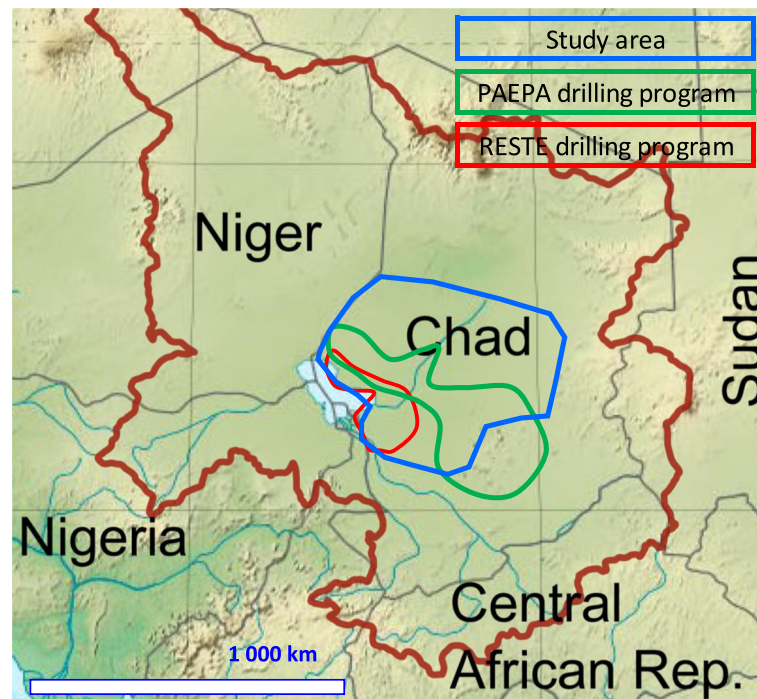 Study area
PAEPA drilling program
RESTE drilling program
Niger
Chad
Sudan
Nigeria
Central
African Rep.
1 000 km